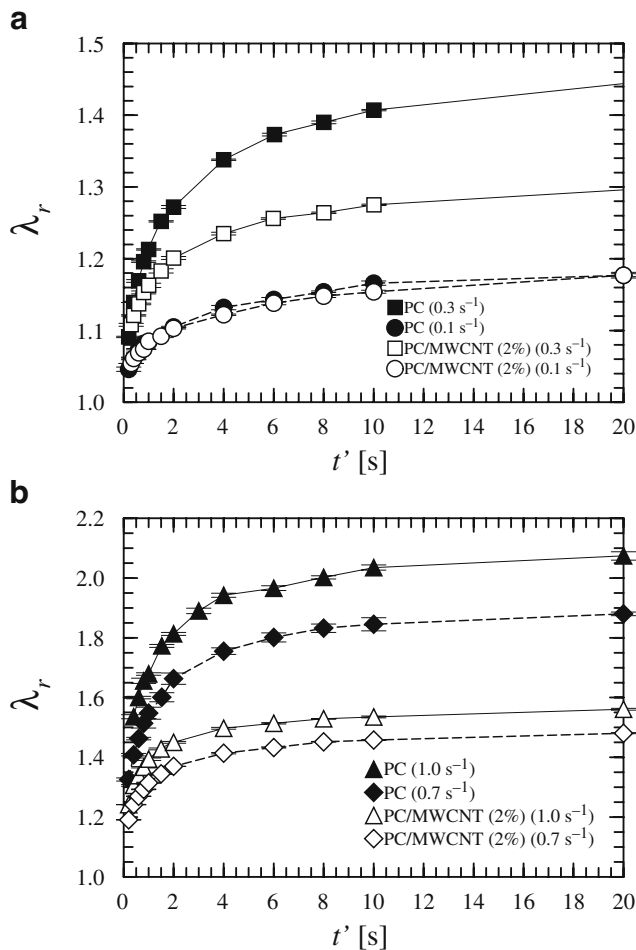 a
1.5
1.4
1.3
1.2
1.1
1.0
λr
PC (0.3 s⁻¹)
PC (0.1 s⁻¹)
PC/MWCNT (2%) (0.3 s⁻¹)
PC/MWCNT (2%) (0.1 s⁻¹)
0 2 4 6 8 10 12 14 16 18 20
t’ [s]
b
2.2
2.0
1.8
1.6
1.4
1.2
1.0
λr
PC (1.0 s⁻¹)
PC (0.7 s⁻¹)
PC/MWCNT (2%) (1.0 s⁻¹)
PC/MWCNT (2%) (0.7 s⁻¹)
0 2 4 6 8 10 12 14 16 18 20
t’ [s]